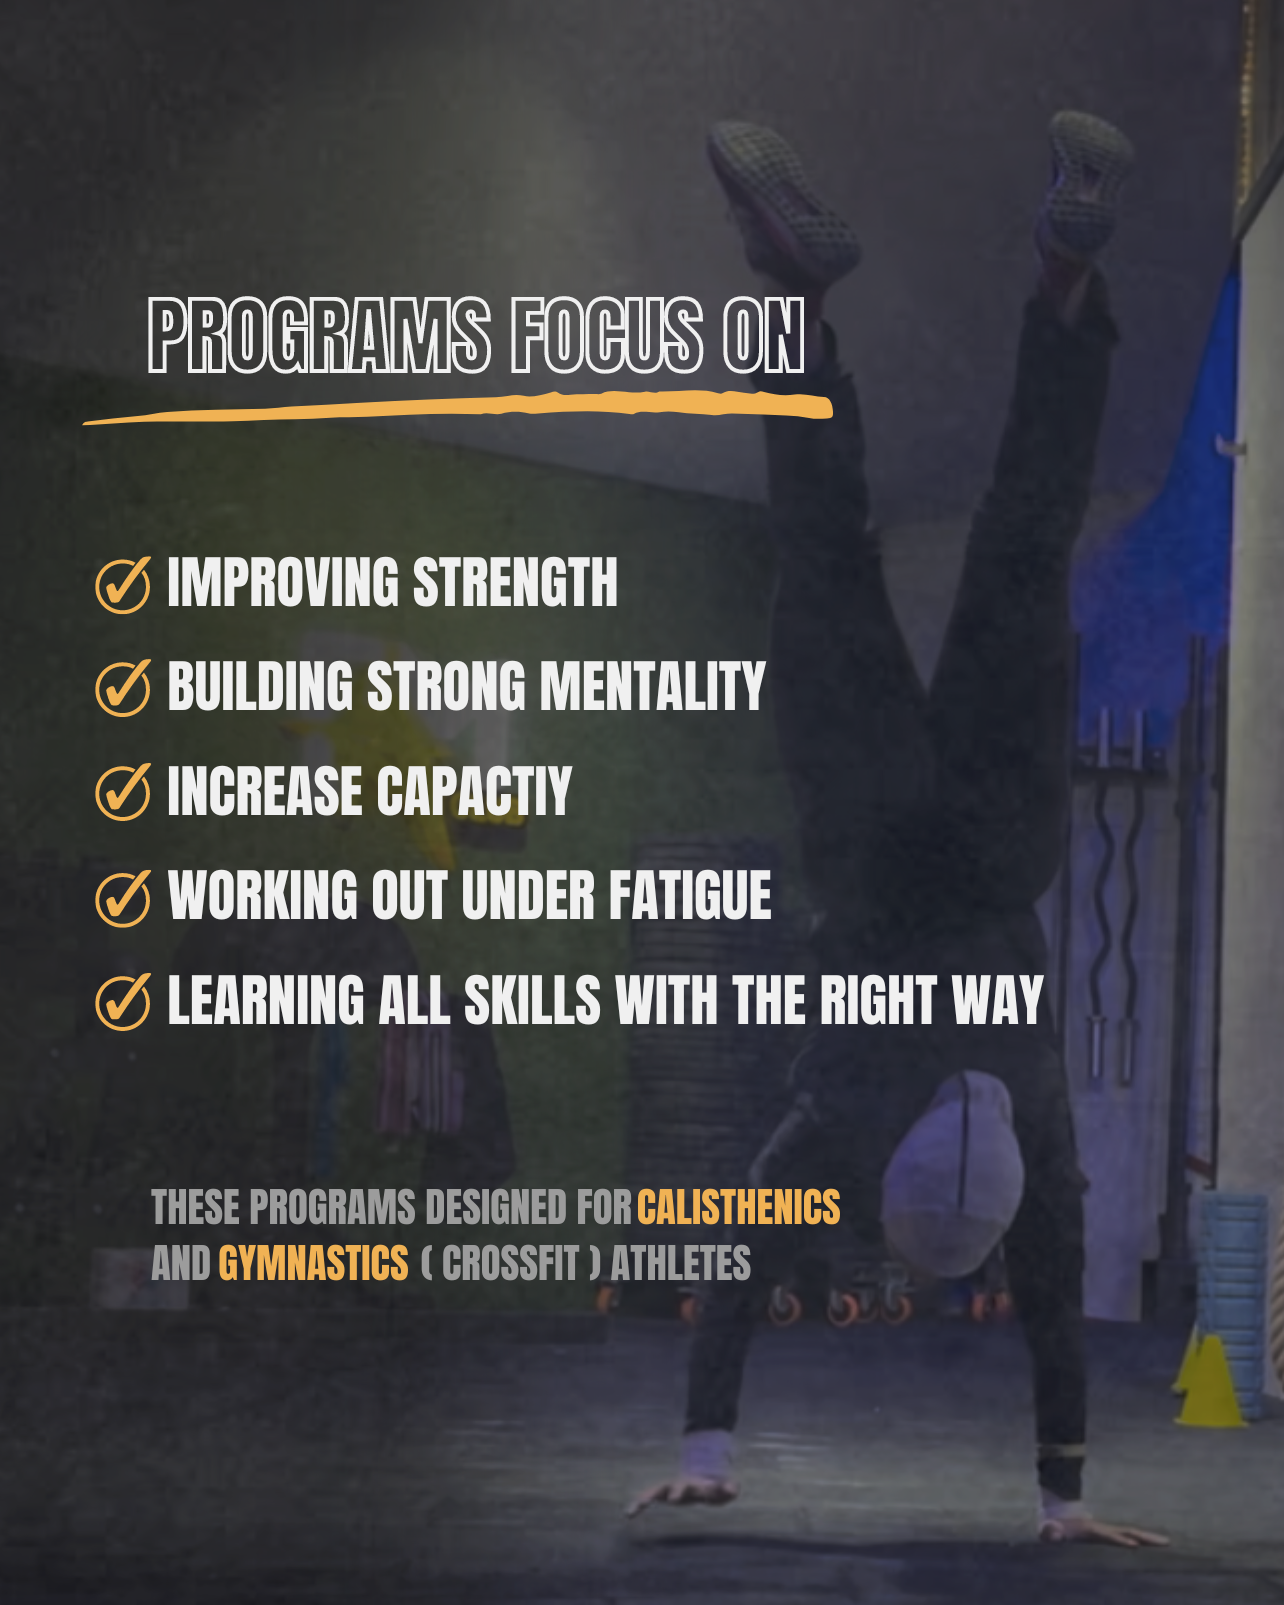 PROGRAMS FOCUS ON
IMPROVING STRENGTH
BUILDING STRONG MENTALITY
INCREASE CAPACTIY
WORKING OUT UNDER FATIGUE
LEARNING ALL SKILLS WITH THE RIGHT WAY
THESE PROGRAMS DESIGNED FOR CALISTHENICS
AND GYMNASTICS ( CROSSFIT ) ATHLETES